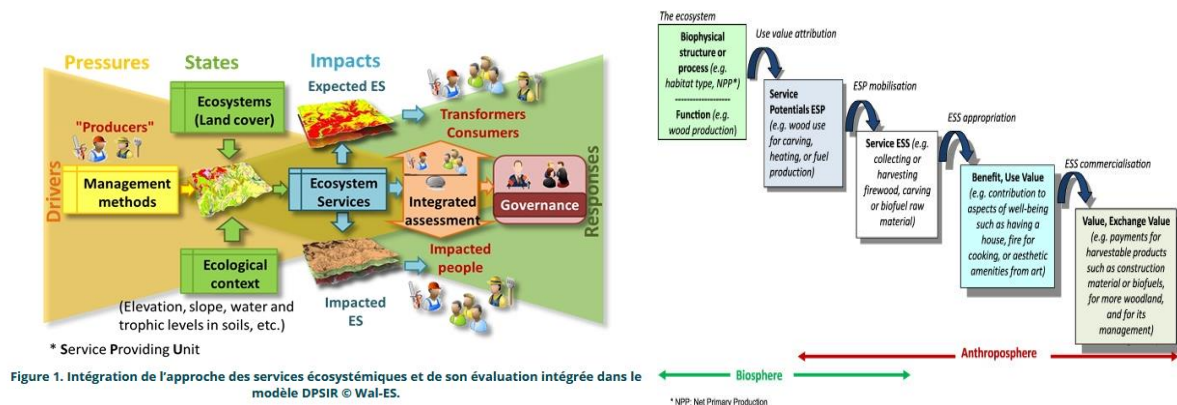 Pressures
States
Impacts
Expected ES
Ecosystems
(Land cover)
Transformers
Consumers
"Producers"
Drivers
Management
methods
Ecosystem
Services
Integrated
assessment
Governance
Responses
Ecological
context
Impacted
people
Impacted
ES
(Elevation, slope, water and
trophic levels in soils, etc.)
* Service Providing Unit
Figure 1. Intégration de l'approche des services écosystémiques et de son évaluation intégrée dans le
modèle DPSIR © Wal-ES.
The ecosystem
Biophysical
structure or
process (e.g.
habitat type, NPP*)
--------------------
Function (e.g.
wood production)
Use value attribution
Service
Potentials ESP
(e.g. wood use
for carving,
heating, or fuel
production)
ESP mobilisation
Service ESS (e.g.
collecting or
harvesting
firewood, carving
or biofuel raw
material)
ESS appropriation
Benefit, Use Value
(e.g. contribution to
aspects of well-being
such as having a
house, fire for
cooking, or aesthetic
amenities from art)
ESS commercialisation
Value, Exchange Value
(e.g. payments for
harvestable products
such as construction
material or biofuels,
for more woodland,
and for its
management)
Anthroposphere
Biosphere
* NPP: Net Primary Production